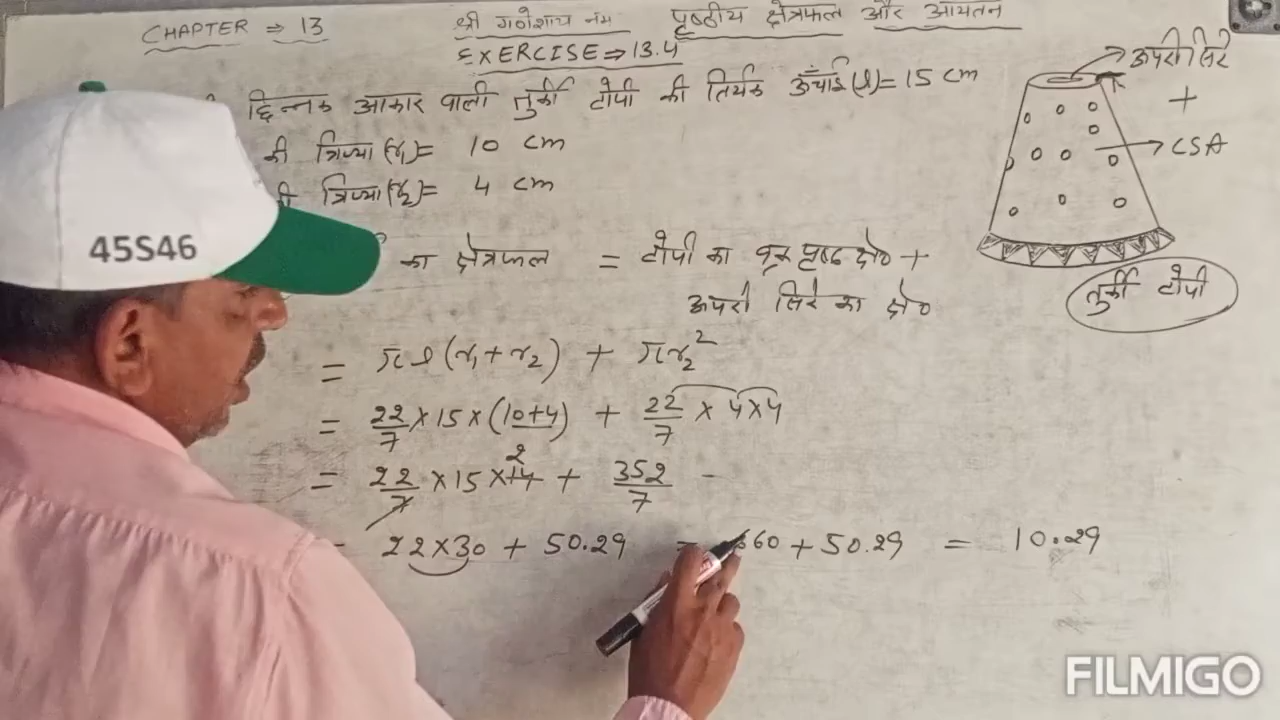 CHAPTER ⇒ 13
श्री गणेशाय नमः
पृष्ठीय क्षेत्रफल और आयतन
EXERCISE ⇒ 13.4
छिन्नक आकार वाली तुर्की टोपी की तिर्यक ऊँचाई (l) = 15 cm
की त्रिज्या (r₁) = 10 cm
त्रिज्या (r₂) = 4 cm
का क्षेत्रफल = टोपी का वक्र पृष्ठ क्षे० +
ऊपरी सिरे का क्षे०
= πl (r₁ + r₂) + πr₂²
= 22/7 × 15 × (10+4) + 22/7 × 4 × 4
= 22/7 × 15 × 14 2 + 352/7 -
= 22 × 30 + 50.29 = 660 + 50.29 = 10.29
ऊपरी सिरे
+
CSA
तुर्की टोपी
45S46
FILMIGO